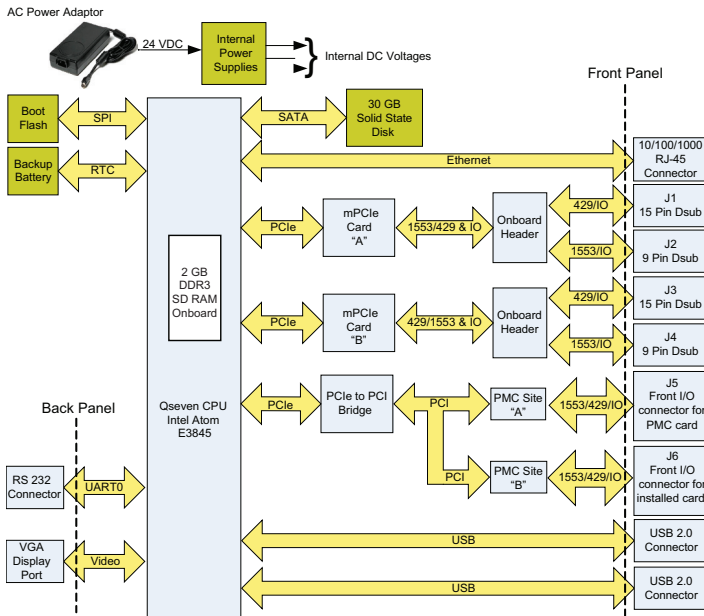 AC Power Adaptor
24 VDC
Internal
Power
Supplies
Internal DC Voltages
Front Panel
Boot
Flash
SPI
Backup
Battery
RTC
SATA
30 GB
Solid State
Disk
Ethernet
10/100/1000
RJ-45
Connector
PCIe
mPCIe
Card
"A"
1553/429 & IO
Onboard
Header
429/IO
J1
15 Pin Dsub
1553/IO
J2
9 Pin Dsub
2 GB
DDR3
SD RAM
Onboard
PCIe
mPCIe
Card
"B"
429/1553 & IO
Onboard
Header
429/IO
J3
15 Pin Dsub
1553/IO
J4
9 Pin Dsub
Qseven CPU
Intel Atom
E3845
PCIe
PCIe to PCI
Bridge
PCI
PMC Site
"A"
1553/429/IO
J5
Front I/O
connector for
PMC card
PCI
PMC Site
"B"
1553/429/IO
J6
Front I/O
connector for
installed card
Back Panel
RS 232
Connector
UART0
VGA
Display
Port
Video
USB
USB 2.0
Connector
USB
USB 2.0
Connector